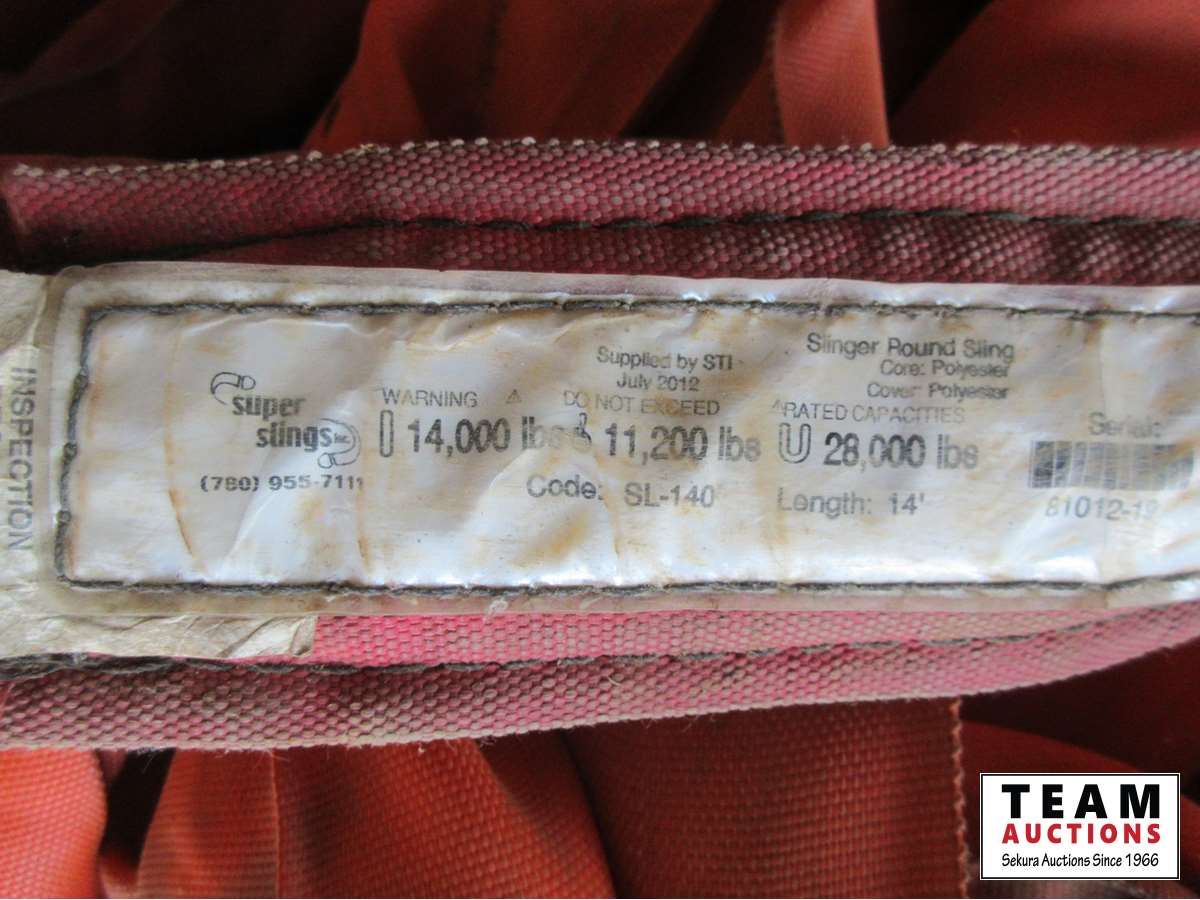 INSPECTION
super
slings inc.
(780) 955-7111
Supplied by STI
July 2012
Slinger Round Sling
Core: Polyester
Cover: Polyester
WARNING ⚠ DO NOT EXCEED RATED CAPACITIES
14,000 lbs 11,200 lbs 28,000 lbs
Code: SL-140 Length: 14'
Serial:
TEAM
AUCTIONS
Sekura Auctions Since 1966